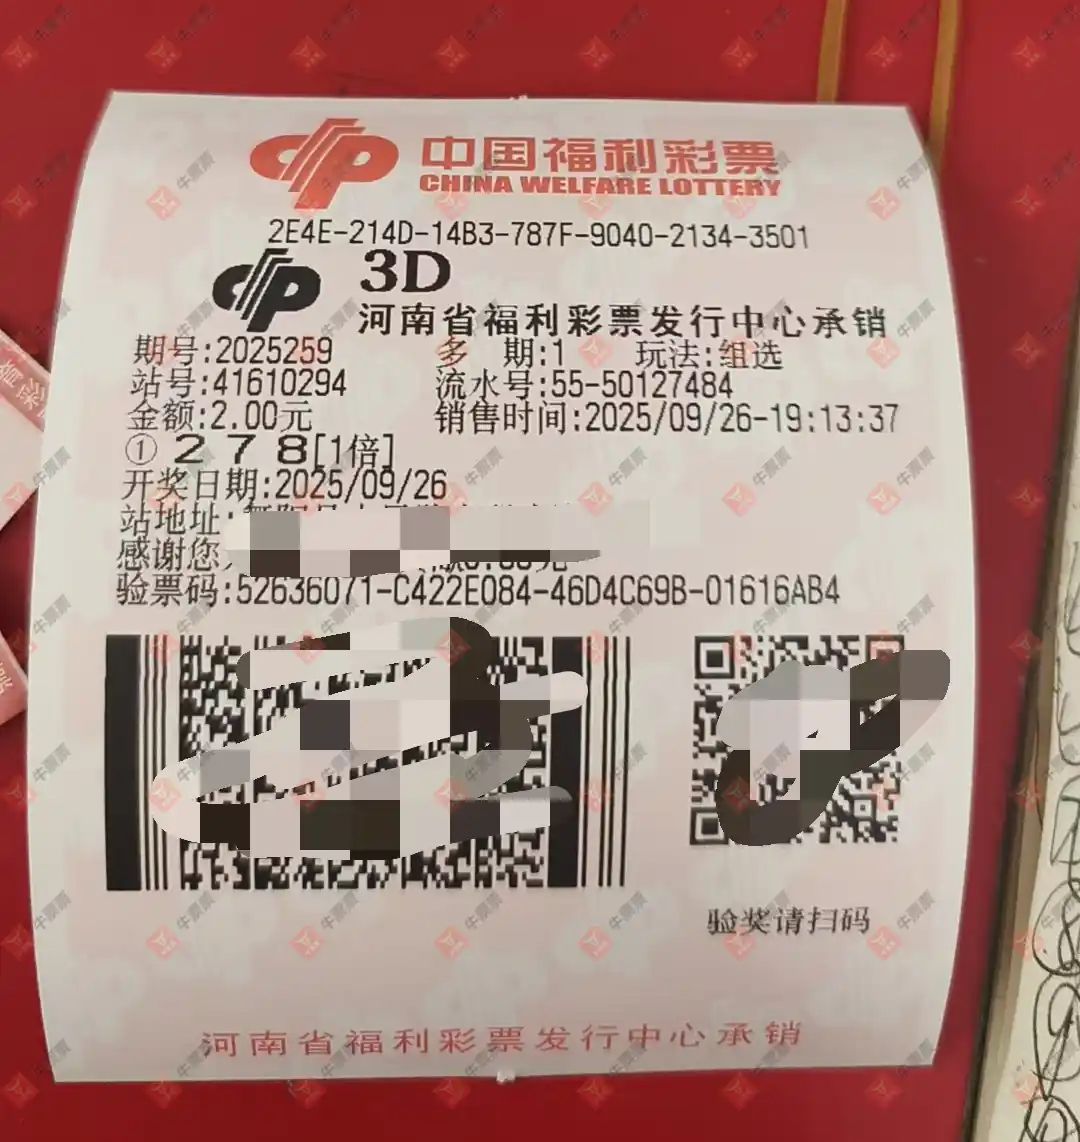 中国福利彩票
CHINA WELFARE LOTTERY
2E4E-214D-14B3-787F-9040-2134-3501
3D
河南省福利彩票发行中心承销
期号:2025259 多 期:1 玩法:组选
站号:41610294 流水号:55-50127484
金额:2.00元 销售时间:2025/09/26-19:13:37
① 2 7 8[1倍]
开奖日期:2025/09/26
站地址:
感谢您
验票码:52636071-C422E084-46D4C69B-01616AB4
验奖请扫码
河南省福利彩票发行中心承销
牛票票